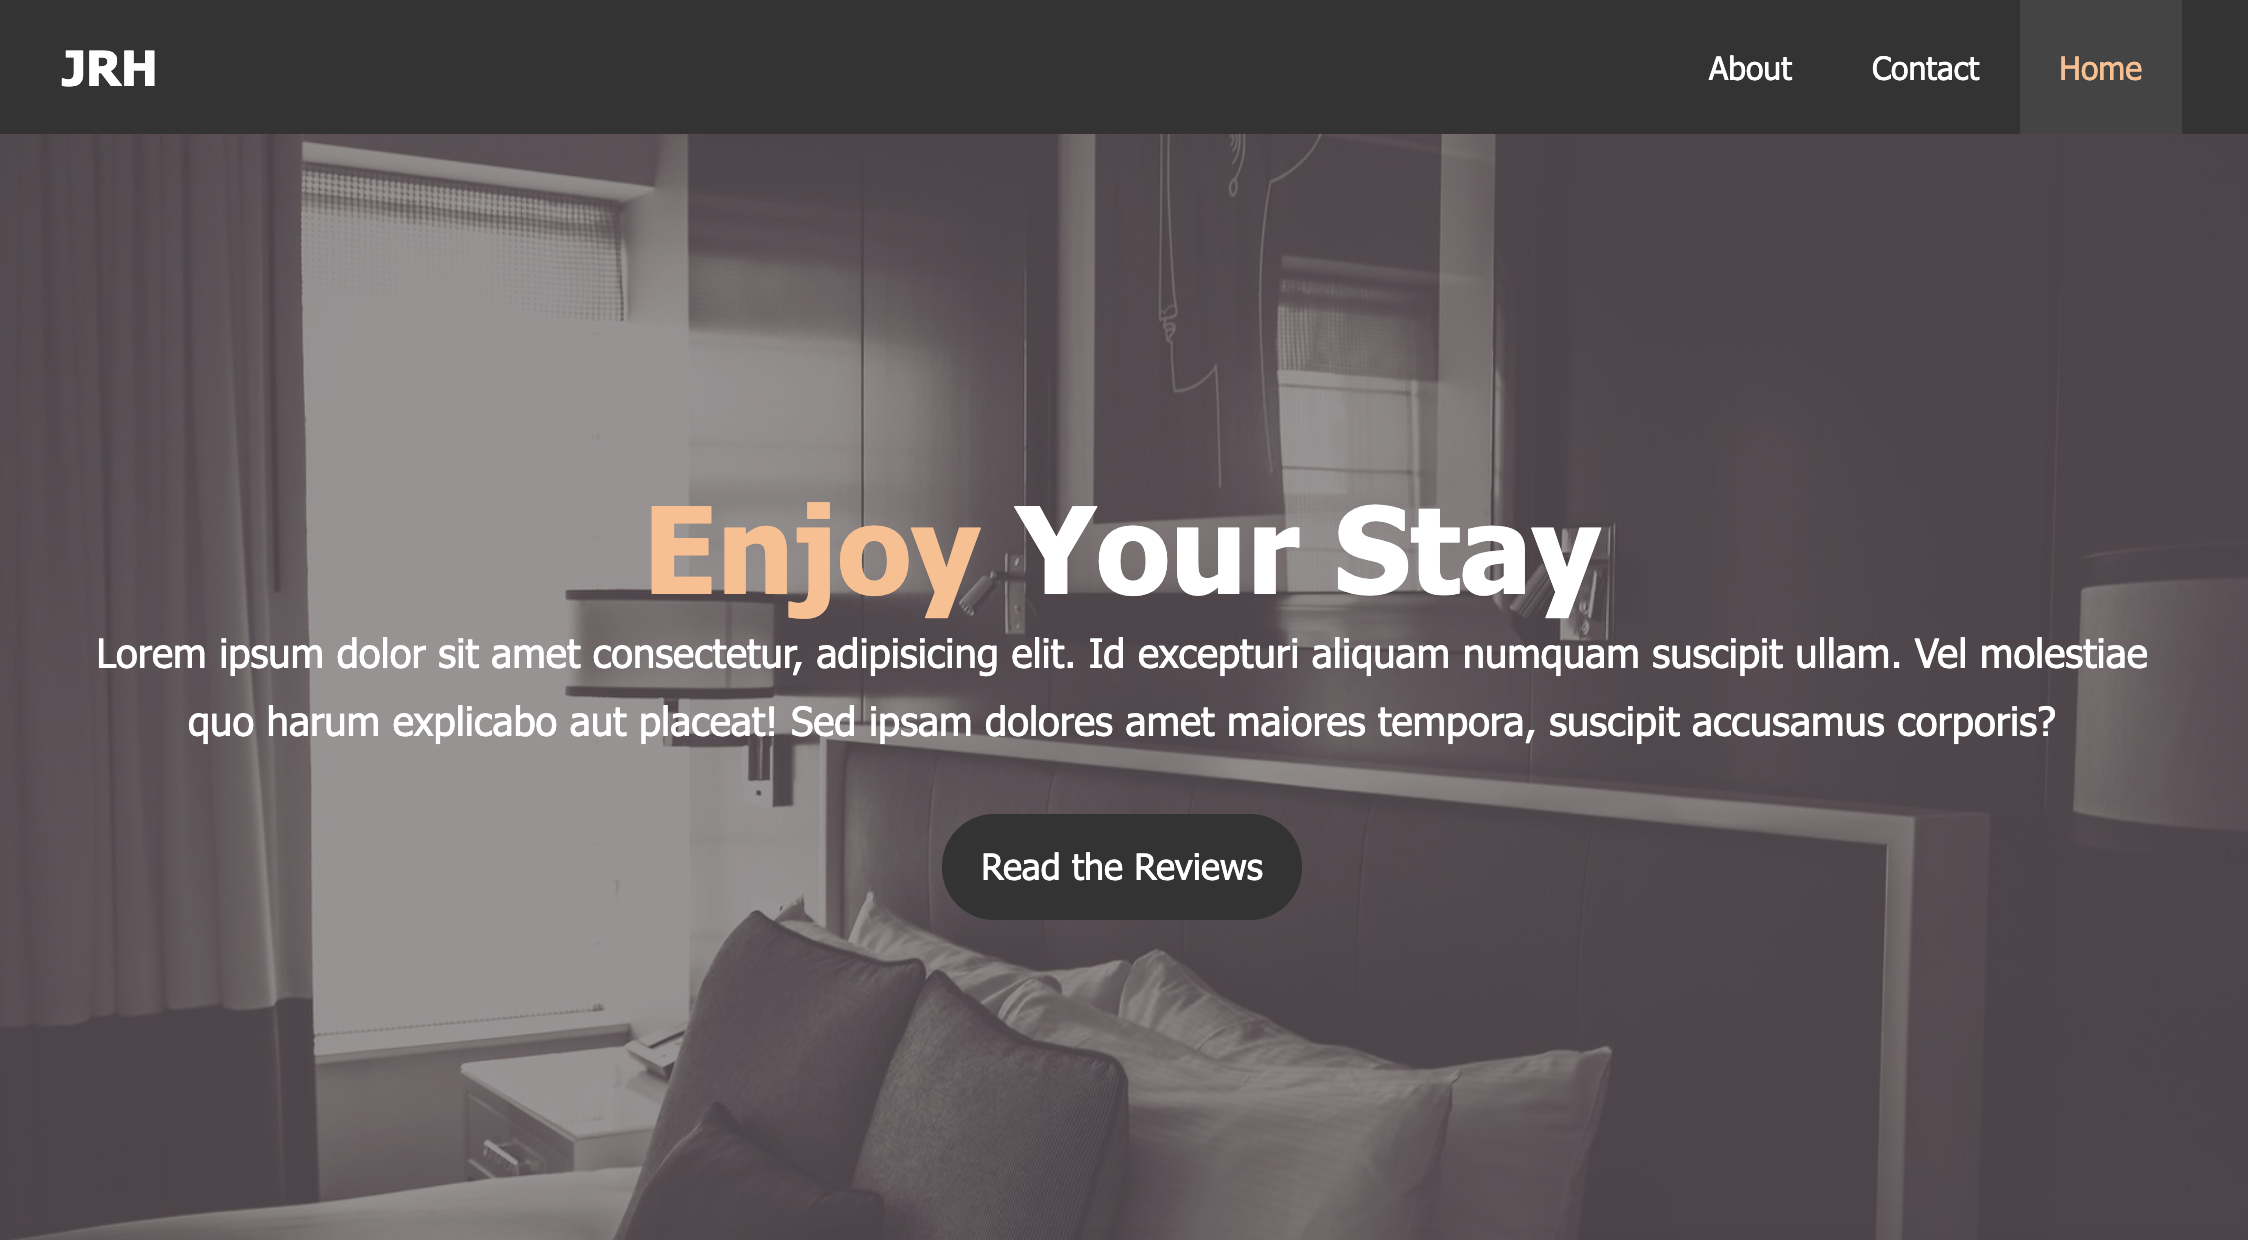 JRH
About
Contact
Home
Enjoy Your Stay
Lorem ipsum dolor sit amet consectetur, adipisicing elit. Id excepturi aliquam numquam suscipit ullam. Vel molestiae
quo harum explicabo aut placeat! Sed ipsam dolores amet maiores tempora, suscipit accusamus corporis?
Read the Reviews